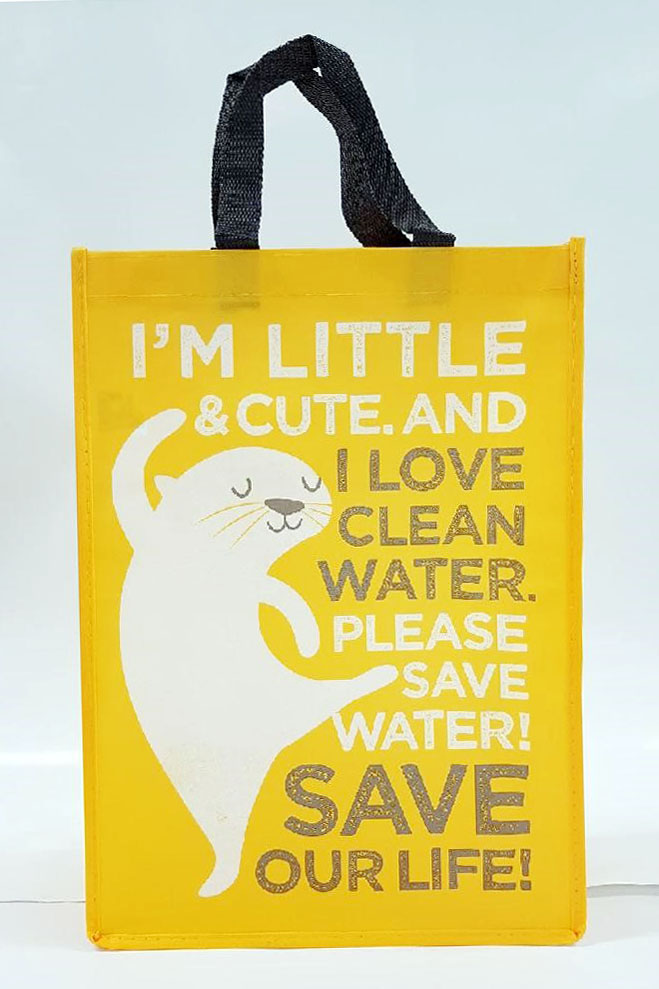 I'M LITTLE
& CUTE. AND
I LOVE
CLEAN
WATER.
PLEASE
SAVE
WATER!
SAVE
OUR LIFE!